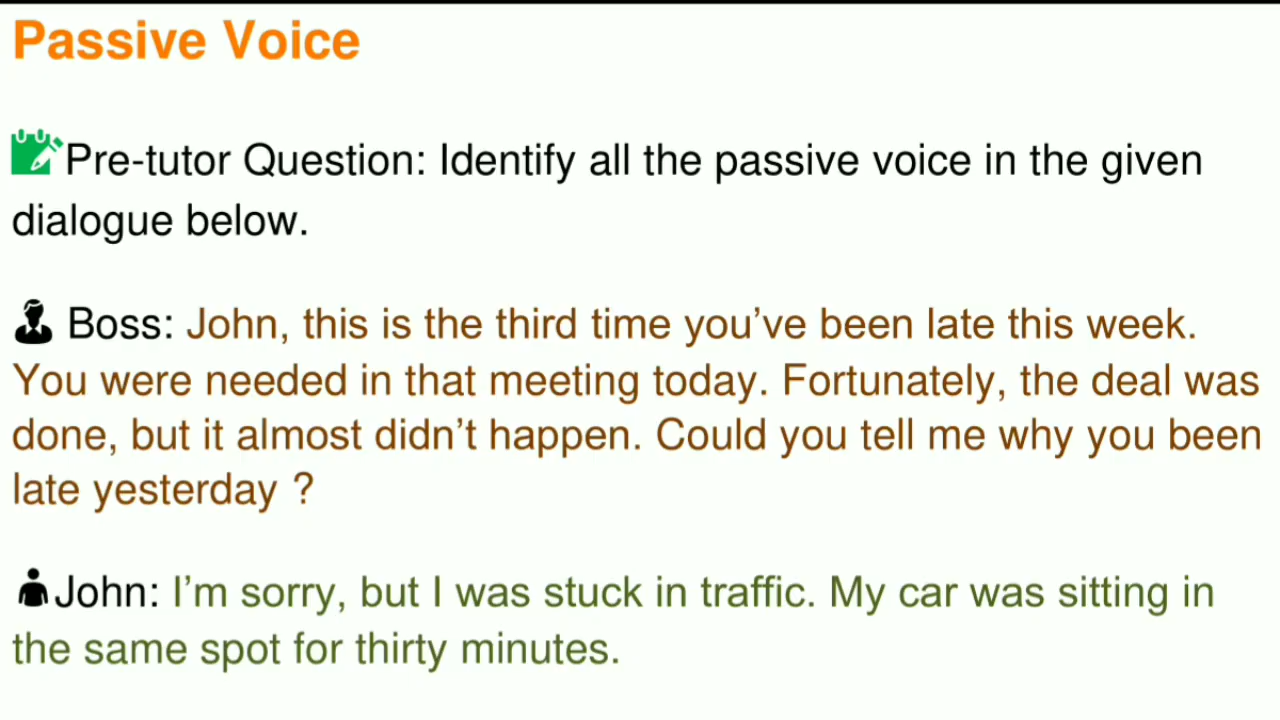 Passive Voice
Pre-tutor Question: Identify all the passive voice in the given
dialogue below.
Boss: John, this is the third time you’ve been late this week.
You were needed in that meeting today. Fortunately, the deal was
done, but it almost didn’t happen. Could you tell me why you been
late yesterday ?
John: I’m sorry, but I was stuck in traffic. My car was sitting in
the same spot for thirty minutes.